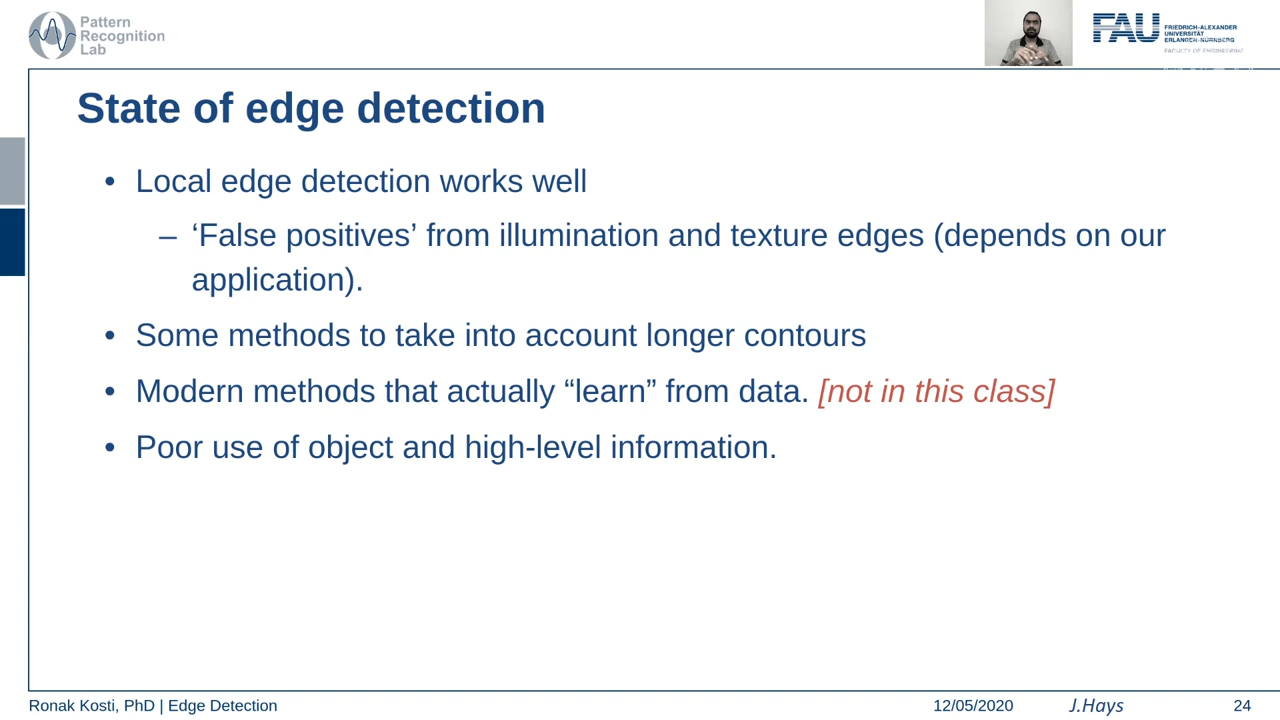 Pattern
Recognition
Lab
FAU
FRIEDRICH-ALEXANDER
UNIVERSITÄT
ERLANGEN-NÜRNBERG
FACULTY OF ENGINEERING
State of edge detection
• Local edge detection works well
– ‘False positives’ from illumination and texture edges (depends on our
application).
• Some methods to take into account longer contours
• Modern methods that actually “learn” from data. [not in this class]
• Poor use of object and high-level information.
Ronak Kosti, PhD | Edge Detection 12/05/2020 J.Hays 24